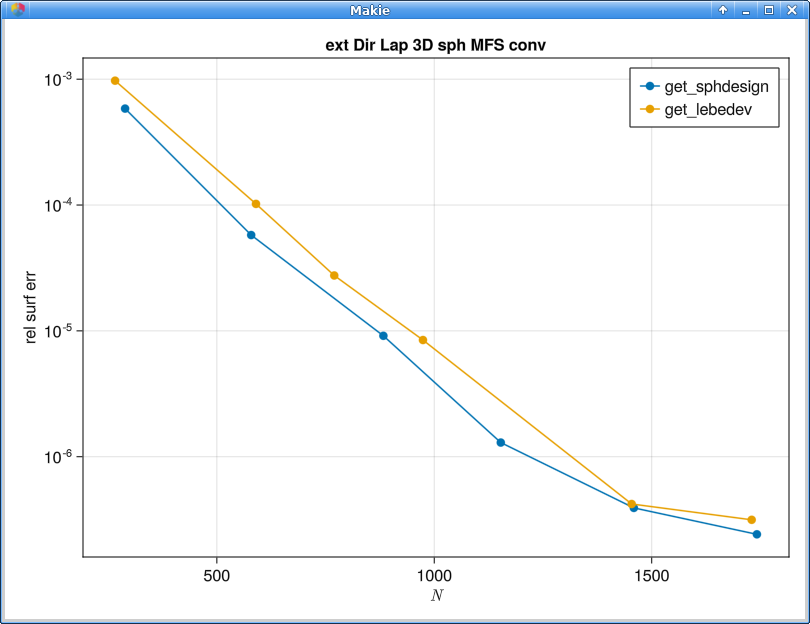 Makie
ext Dir Lap 3D sph MFS conv
get_sphdesign
get_lebedev
rel surf err
10⁻³
10⁻⁴
10⁻⁵
10⁻⁶
500 1000 1500
N